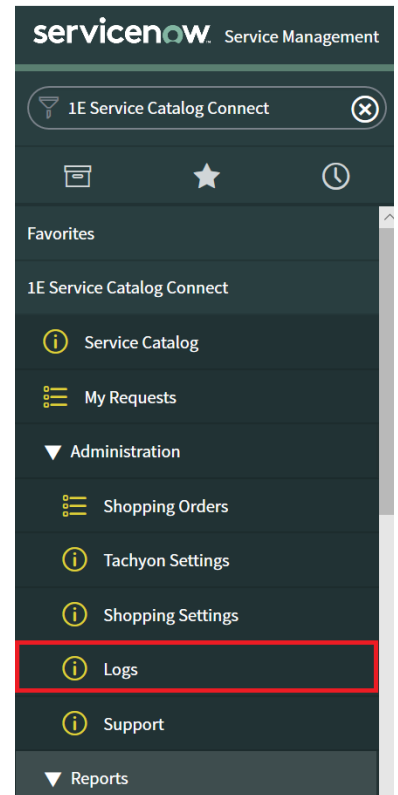 servicenow. Service Management
1E Service Catalog Connect
Favorites
1E Service Catalog Connect
Service Catalog
My Requests
Administration
Shopping Orders
Tachyon Settings
Shopping Settings
Logs
Support
Reports